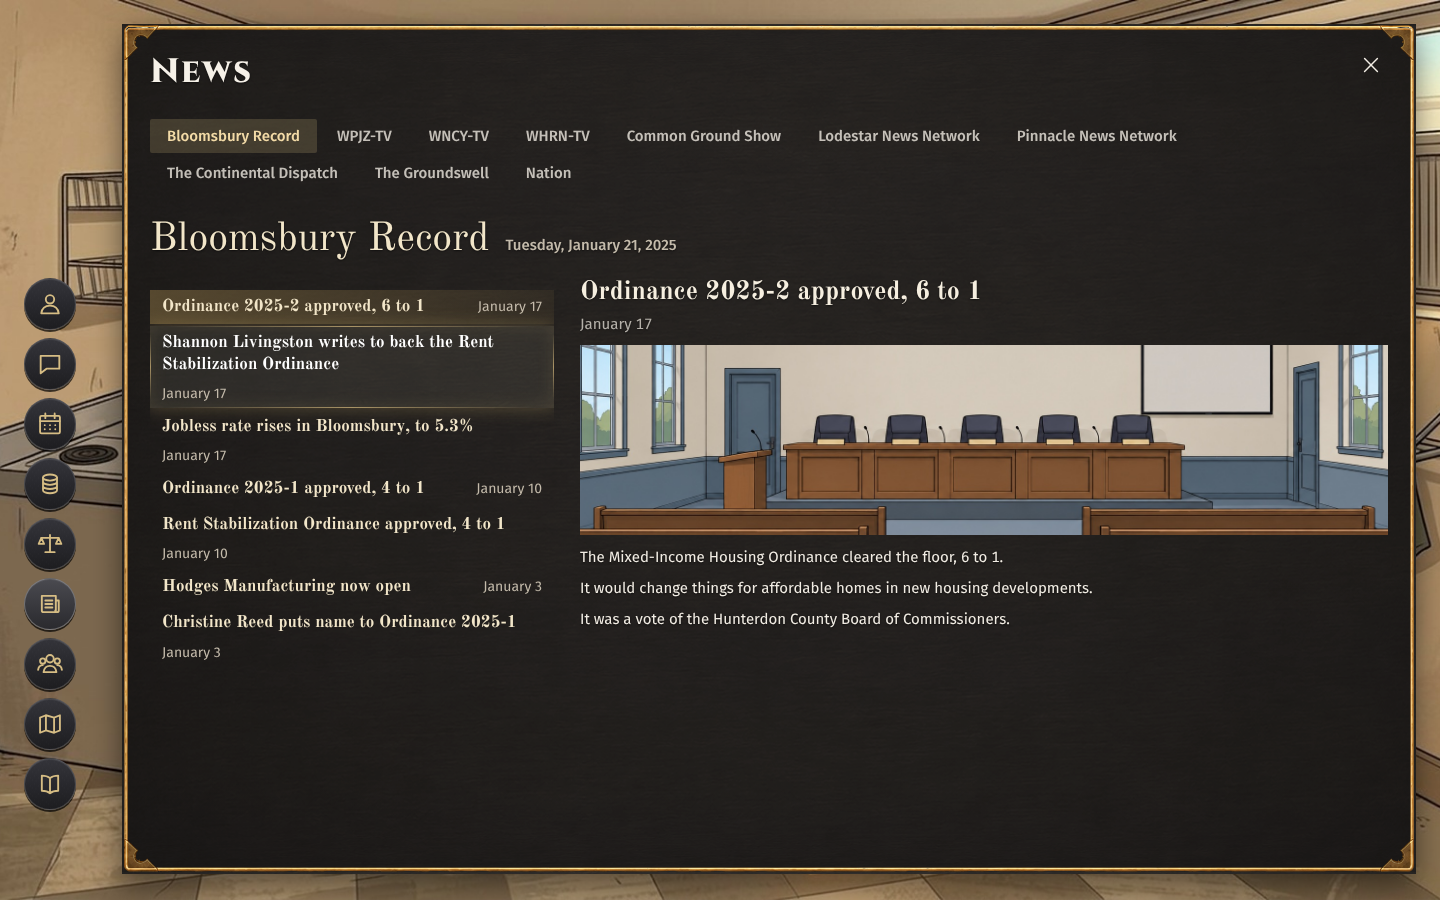 News
Bloomsbury Record
WPJZ-TV
WNCY-TV
WHRN-TV
Common Ground Show
Lodestar News Network
Pinnacle News Network
The Continental Dispatch
The Groundswell
Nation
Bloomsbury Record
Tuesday, January 21, 2025
Ordinance 2025-2 approved, 6 to 1
January 17
Shannon Livingston writes to back the Rent
Stabilization Ordinance
January 17
Jobless rate rises in Bloomsbury, to 5.3%
January 17
Ordinance 2025-1 approved, 4 to 1
January 10
Rent Stabilization Ordinance approved, 4 to 1
January 10
Hodges Manufacturing now open
January 3
Christine Reed puts name to Ordinance 2025-1
January 3
Ordinance 2025-2 approved, 6 to 1
January 17
The Mixed-Income Housing Ordinance cleared the floor, 6 to 1.
It would change things for affordable homes in new housing developments.
It was a vote of the Hunterdon County Board of Commissioners.